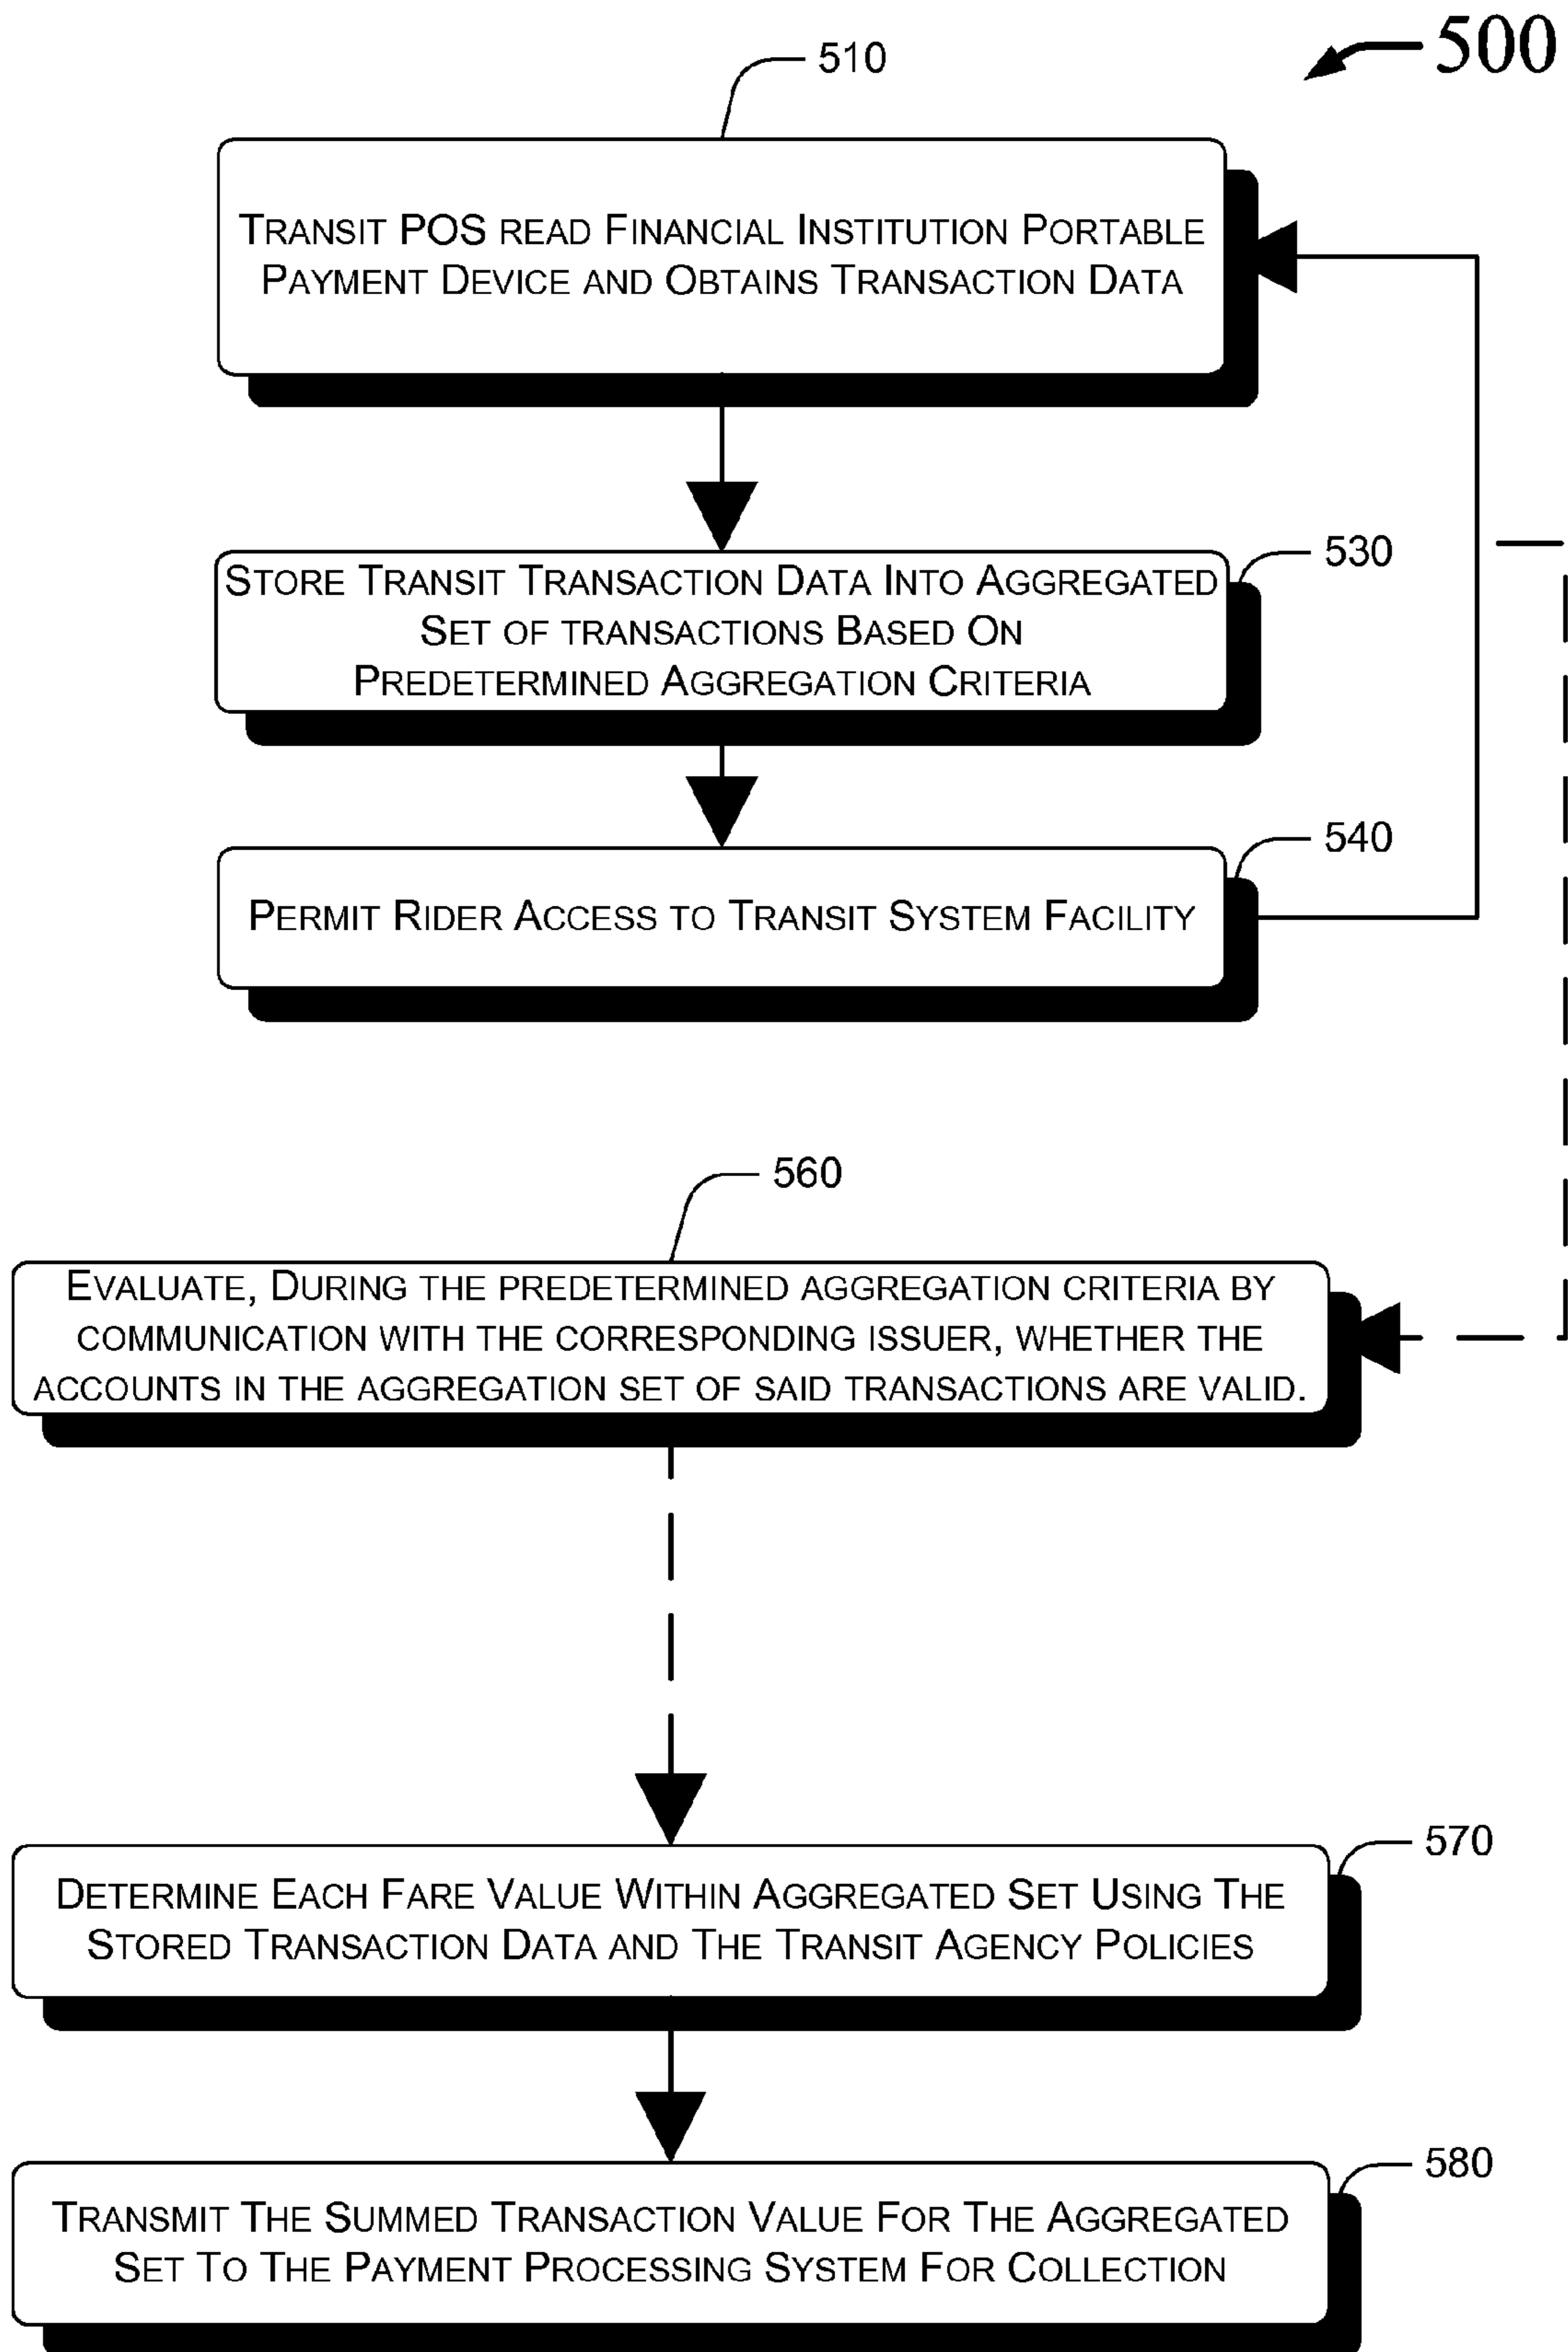 500
510
TRANSIT POS READ FINANCIAL INSTITUTION PORTABLE
PAYMENT DEVICE AND OBTAINS TRANSACTION DATA
530
STORE TRANSIT TRANSACTION DATA INTO AGGREGATED
SET OF TRANSACTIONS BASED ON
PREDETERMINED AGGREGATION CRITERIA
540
PERMIT RIDER ACCESS TO TRANSIT SYSTEM FACILITY
560
EVALUATE, DURING THE PREDETERMINED AGGREGATION CRITERIA BY
COMMUNICATION WITH THE CORRESPONDING ISSUER, WHETHER THE
ACCOUNTS IN THE AGGREGATION SET OF SAID TRANSACTIONS ARE VALID.
570
DETERMINE EACH FARE VALUE WITHIN AGGREGATED SET USING THE
STORED TRANSACTION DATA AND THE TRANSIT AGENCY POLICIES
580
TRANSMIT THE SUMMED TRANSACTION VALUE FOR THE AGGREGATED
SET TO THE PAYMENT PROCESSING SYSTEM FOR COLLECTION